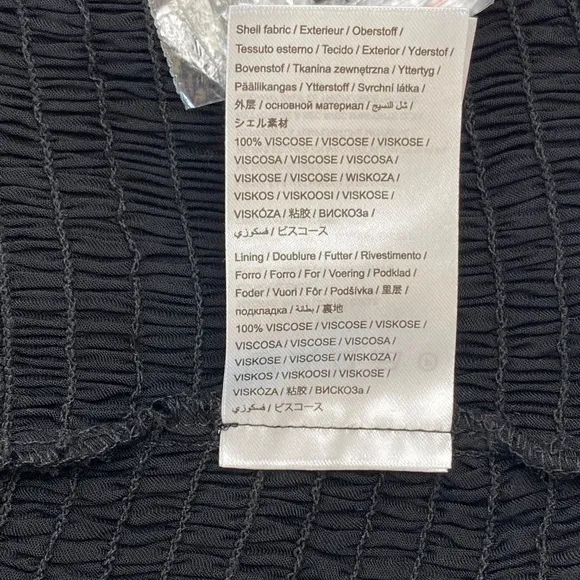 Shell fabric / Exterieur / Oberstoff /
Tessuto esterno / Tecido / Exterior / Yderstof /
Bovenstof / Tkanina zewnętrzna / Yttertyg /
Päällikangas / Ytterstoff / Svrchní látka /
外层 / основной материал / شل النسيج /
シェル素材
100% VISCOSE / VISCOSE / VISKOSE /
VISCOSA / VISCOSE / VISCOSA /
VISKOSE / VISCOSE / WISKOZA /
VISKOS / VISKOOSI / VISKOSE /
VISKÓZA / 粘胶 / ВИСКОЗа /
فسكوزي / ビスコース
Lining / Doublure / Futter / Rivestimento /
Forro / Forro / For / Voering / Podklad /
Foder / Vuori / Fôr / Podšívka / 里层 /
подкладка / بطانة / 裏地
100% VISCOSE / VISCOSE / VISKOSE /
VISCOSA / VISCOSE / VISCOSA /
VISKOSE / VISCOSE / WISKOZA /
VISKOS / VISKOOSI / VISKOSE /
VISKÓZA / 粘胶 / ВИСКОЗа /
فسكوزي / ビスコース